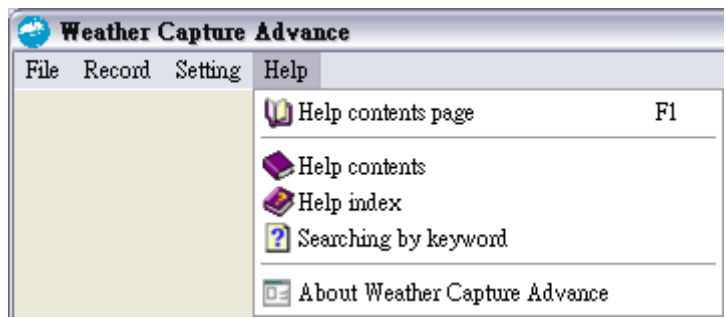 Weather Capture Advance
File Record Setting Help
Help contents page F1
Help contents
Help index
Searching by keyword
About Weather Capture Advance